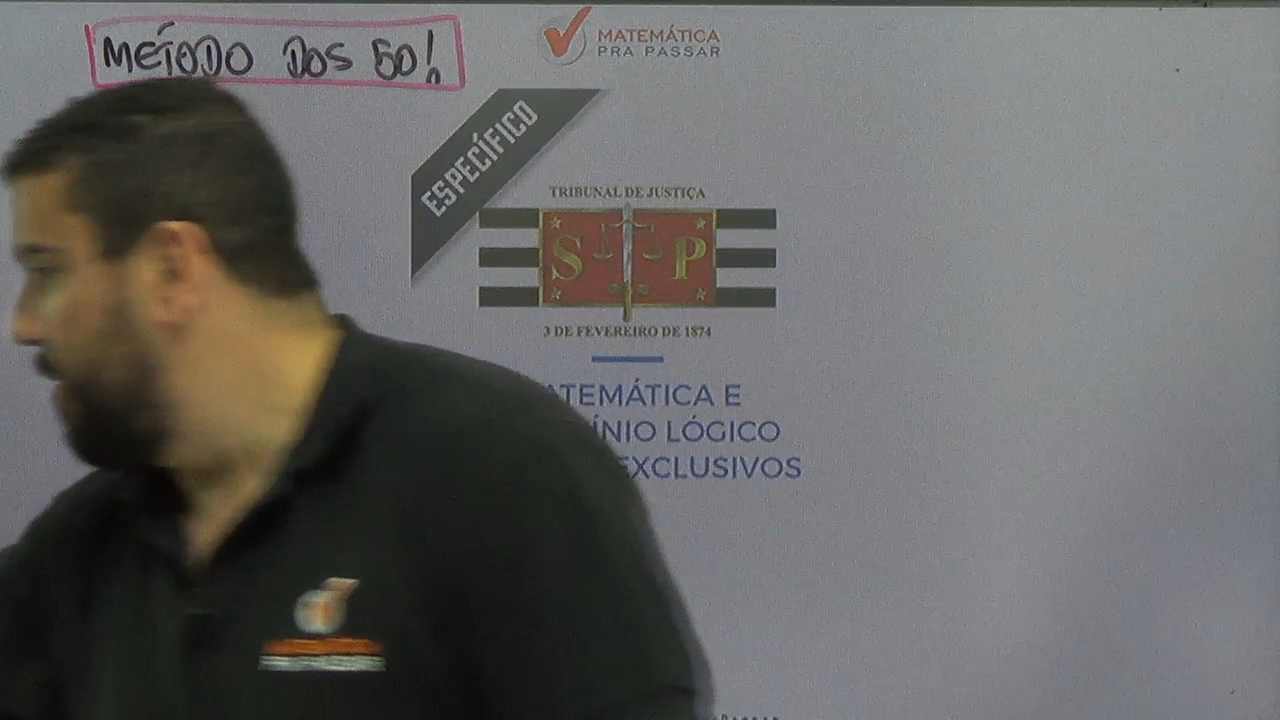 MÉTODO DOS 50!
MATEMÁTICA
PRA PASSAR
ESPECÍFICO
TRIBUNAL DE JUSTIÇA
S P
3 DE FEVEREIRO DE 1874
ATEMÁTICA E
ÍNIO LÓGICO
EXCLUSIVOS